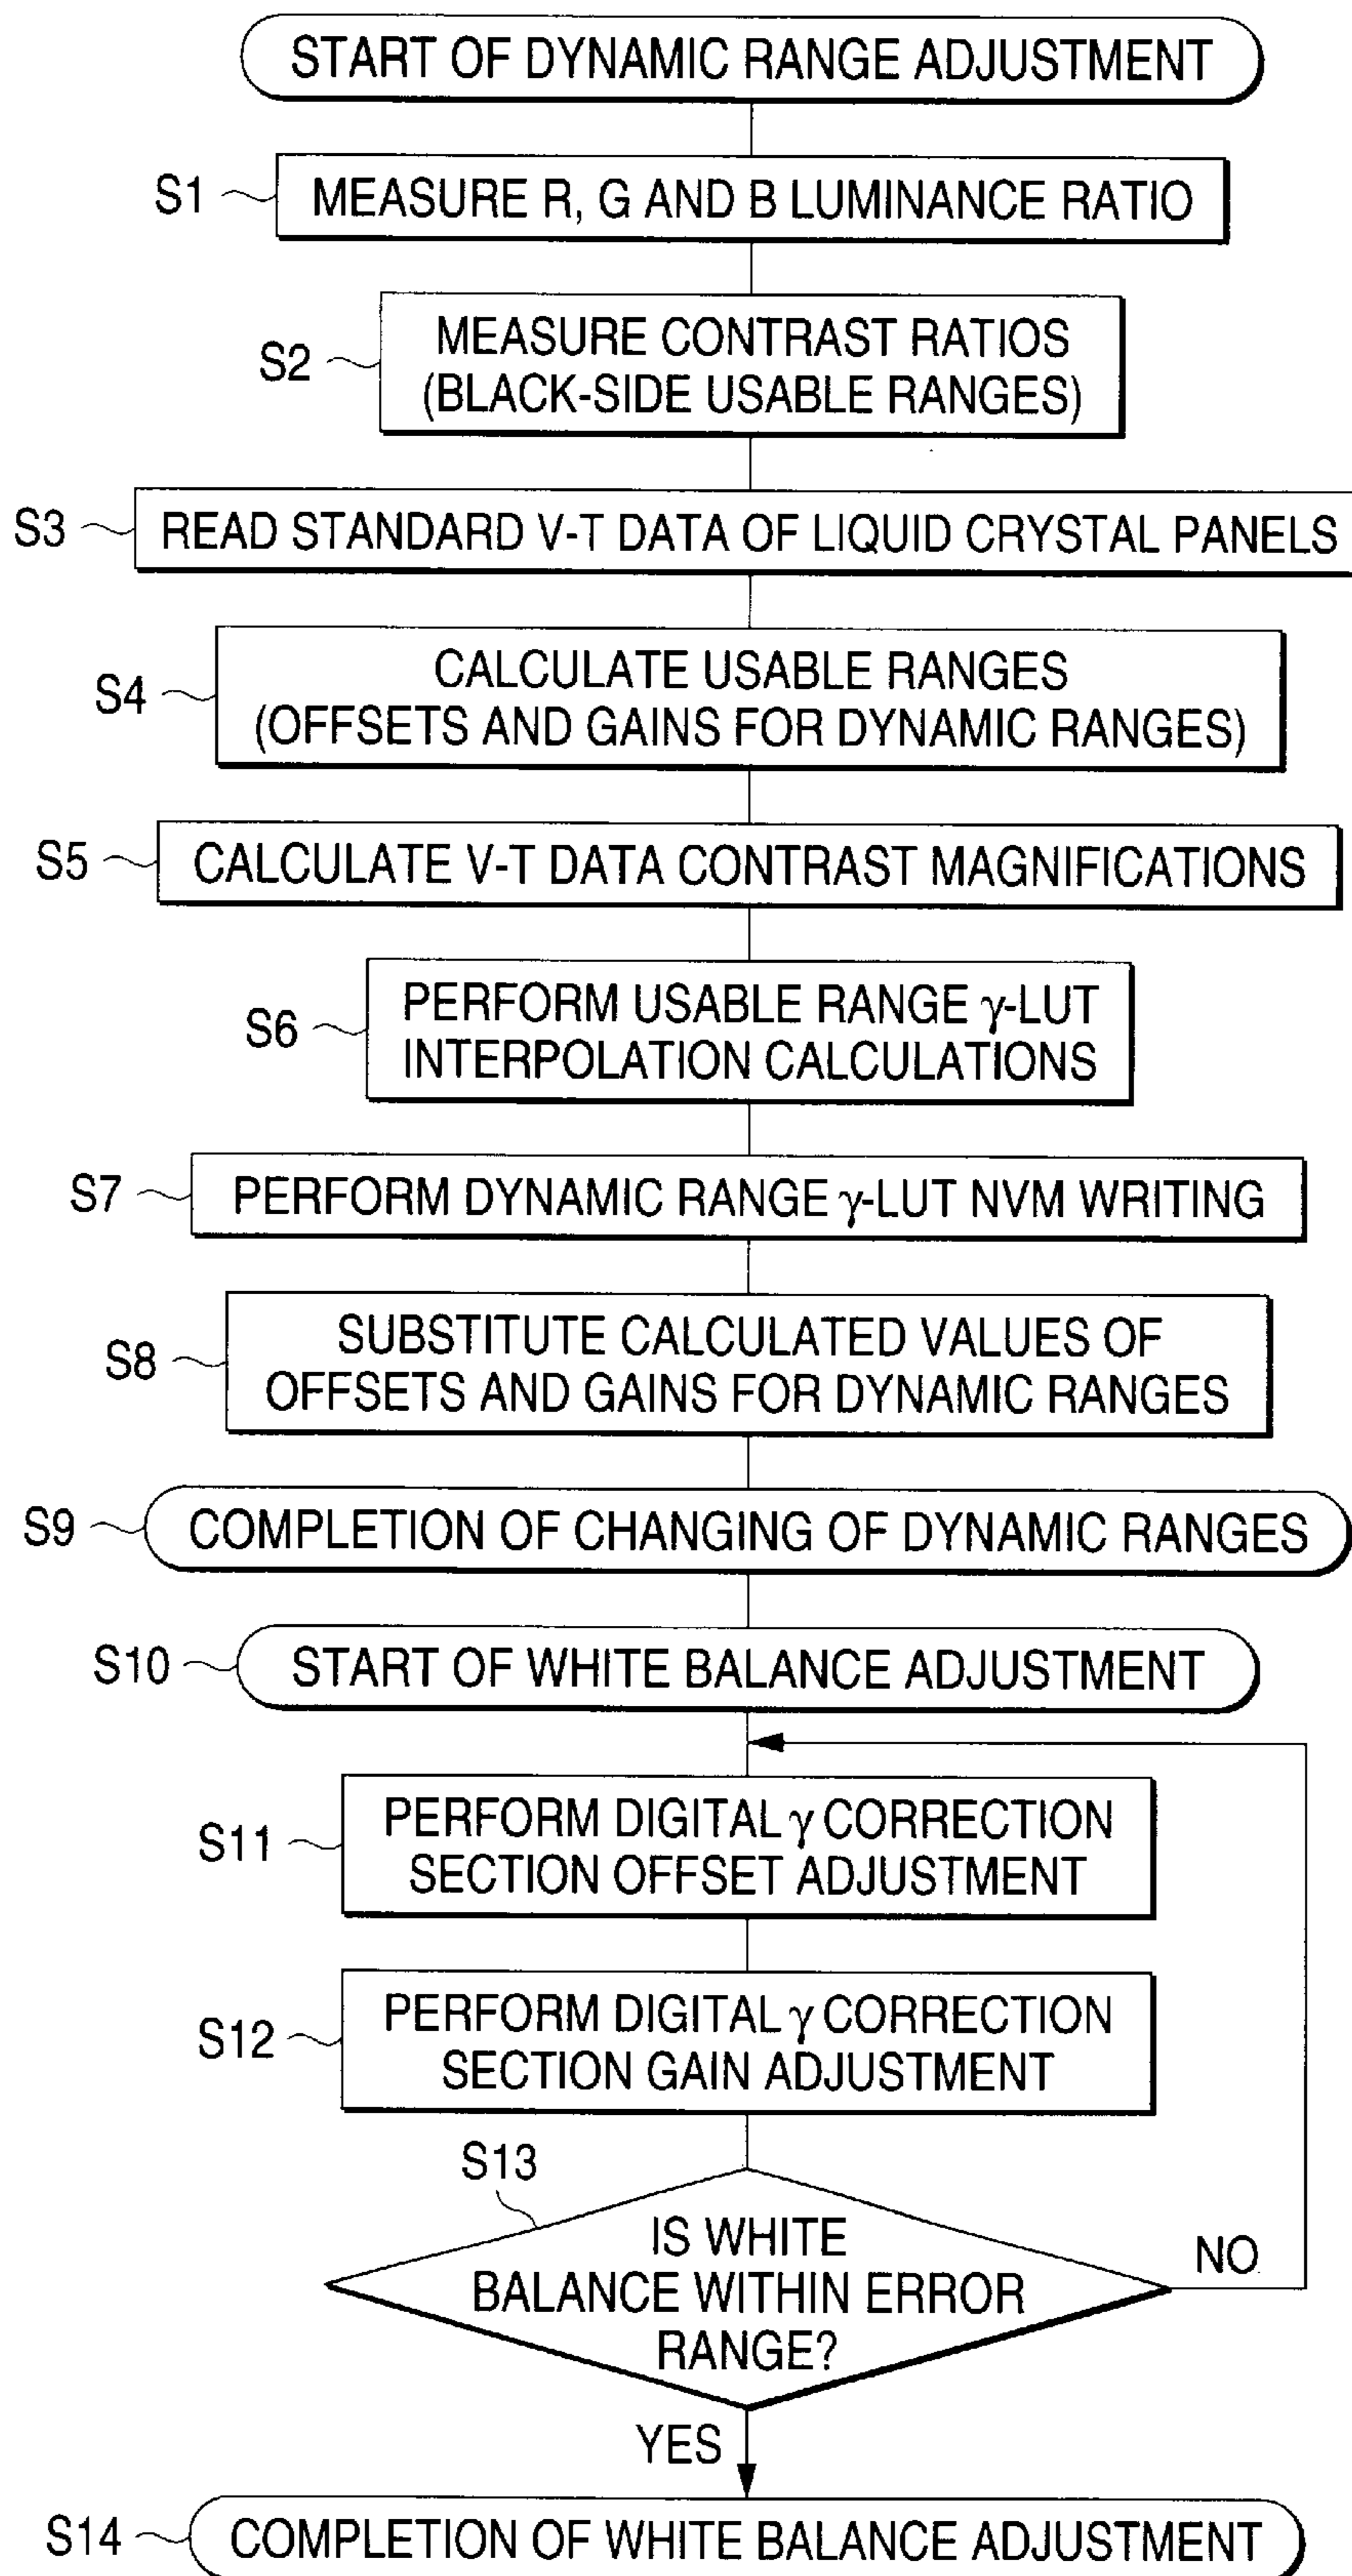 START OF DYNAMIC RANGE ADJUSTMENT
S1
MEASURE R, G AND B LUMINANCE RATIO
S2
MEASURE CONTRAST RATIOS
(BLACK-SIDE USABLE RANGES)
S3
READ STANDARD V-T DATA OF LIQUID CRYSTAL PANELS
S4
CALCULATE USABLE RANGES
(OFFSETS AND GAINS FOR DYNAMIC RANGES)
S5
CALCULATE V-T DATA CONTRAST MAGNIFICATIONS
S6
PERFORM USABLE RANGE γ-LUT
INTERPOLATION CALCULATIONS
S7
PERFORM DYNAMIC RANGE γ-LUT NVM WRITING
S8
SUBSTITUTE CALCULATED VALUES OF
OFFSETS AND GAINS FOR DYNAMIC RANGES
S9
COMPLETION OF CHANGING OF DYNAMIC RANGES
S10
START OF WHITE BALANCE ADJUSTMENT
S11
PERFORM DIGITAL γ CORRECTION
SECTION OFFSET ADJUSTMENT
S12
PERFORM DIGITAL γ CORRECTION
SECTION GAIN ADJUSTMENT
S13
IS WHITE
BALANCE WITHIN ERROR
RANGE?
NO
YES
S14
COMPLETION OF WHITE BALANCE ADJUSTMENT